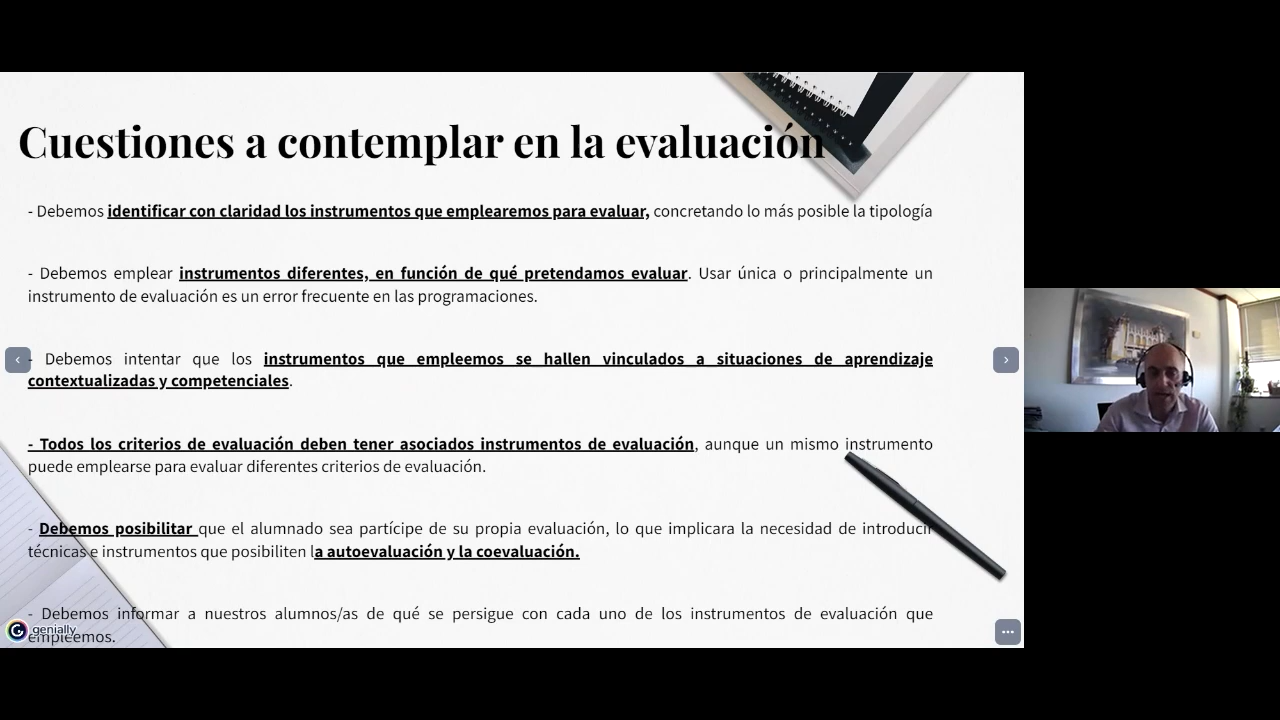 Cuestiones a contemplar en la evaluación
- Debemos identificar con claridad los instrumentos que emplearemos para evaluar, concretando lo más posible la tipología
- Debemos emplear instrumentos diferentes, en función de qué pretendamos evaluar. Usar única o principalmente un
instrumento de evaluación es un error frecuente en las programaciones.
- Debemos intentar que los instrumentos que empleemos se hallen vinculados a situaciones de aprendizaje
contextualizadas y competenciales.
- Todos los criterios de evaluación deben tener asociados instrumentos de evaluación, aunque un mismo instrumento
puede emplearse para evaluar diferentes criterios de evaluación.
- Debemos posibilitar que el alumnado sea partícipe de su propia evaluación, lo que implicara la necesidad de introducir
técnicas e instrumentos que posibiliten la autoevaluación y la coevaluación.
- Debemos informar a nuestros alumnos/as de qué se persigue con cada uno de los instrumentos de evaluación que
empleemos.
genially